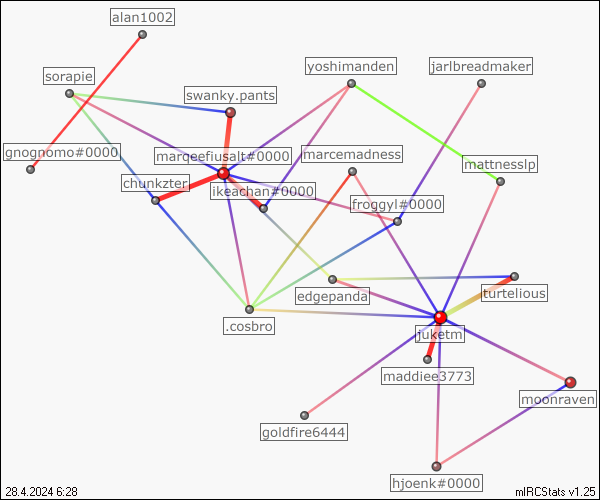 alan1002
yoshimanden
jarlbreadmaker
sorapie
swanky.pants
gnognomo#0000
marqeefiusalt#0000
marcemadness
mattnesslp
chunkzter
ikeachan#0000
froggyl#0000
edgepanda
turtelious
.cosbro
juketm
maddiee3773
moonraven
goldfire6444
hjoenk#0000
28.4.2024 6:28
mIRCStats v1.25